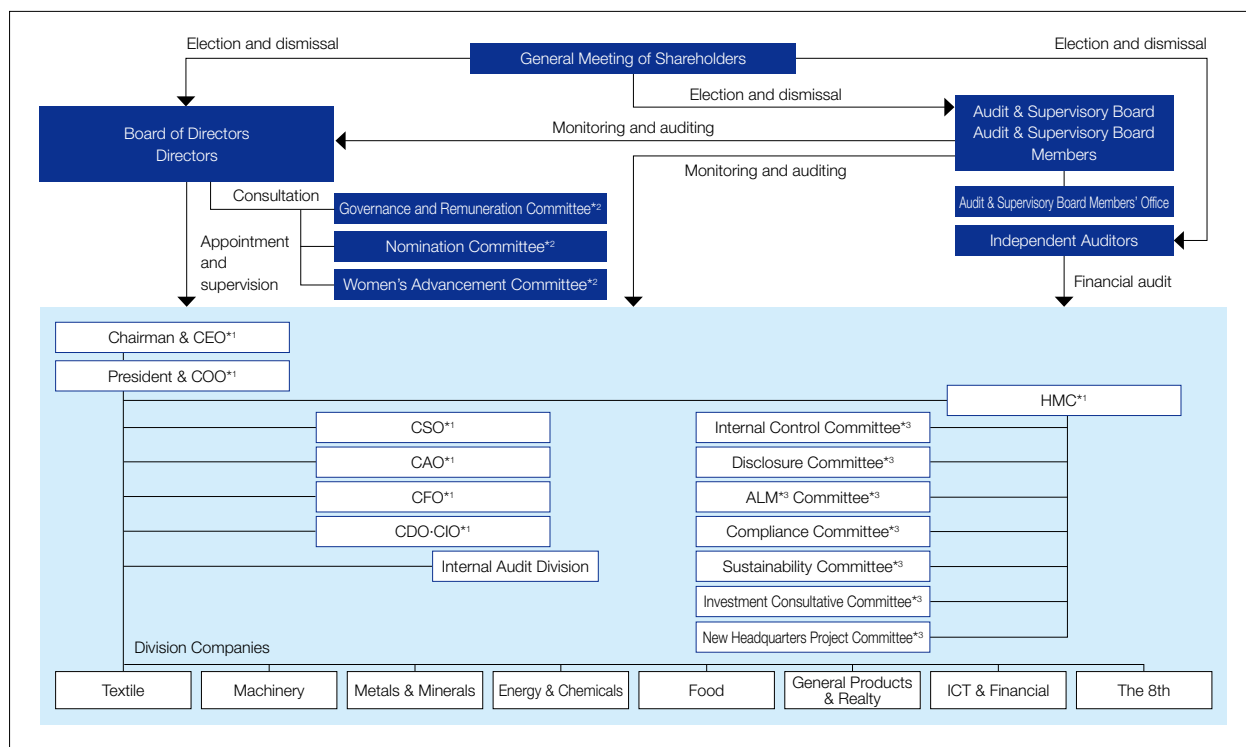 Election and dismissal
General Meeting of Shareholders
Election and dismissal
Election and dismissal
Board of Directors
Directors
Monitoring and auditing
Audit & Supervisory Board
Audit & Supervisory Board
Members
Monitoring and auditing
Consultation
Governance and Remuneration Committee*2
Audit & Supervisory Board Members' Office
Appointment
and
supervision
Nomination Committee*2
Independent Auditors
Women's Advancement Committee*2
Financial audit
Chairman & CEO*1
President & COO*1
HMC*1
CSO*1
Internal Control Committee*3
CAO*1
Disclosure Committee*3
CFO*1
ALM*3 Committee*3
CDO·CIO*1
Compliance Committee*3
Internal Audit Division
Sustainability Committee*3
Investment Consultative Committee*3
New Headquarters Project Committee*3
Division Companies
Textile
Machinery
Metals & Minerals
Energy & Chemicals
Food
General Products
& Realty
ICT & Financial
The 8th